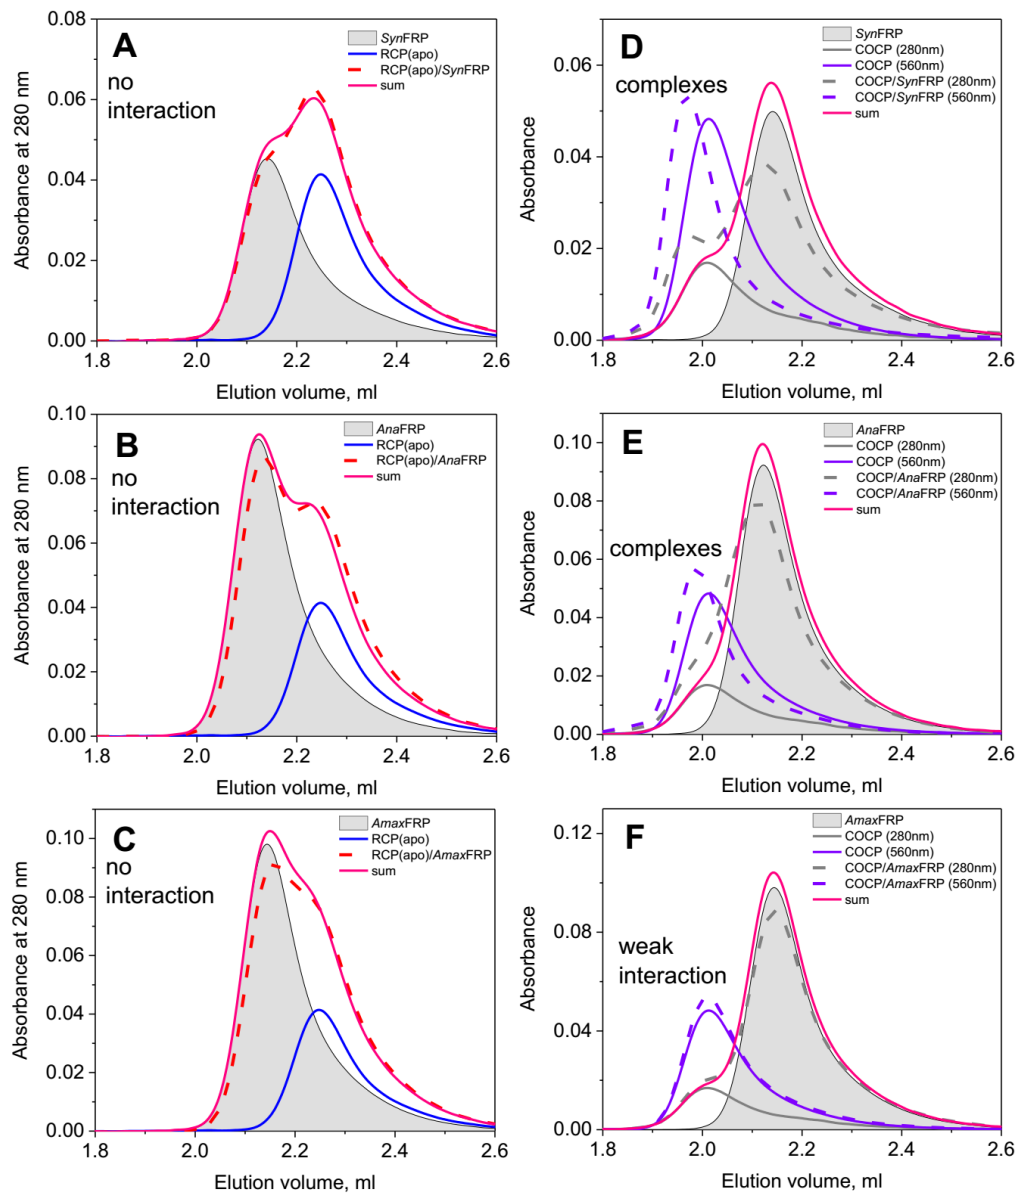 A
no
interaction
SynFRP
RCP(apo)
RCP(apo)/SynFRP
sum
Absorbance at 280 nm
0.08
0.06
0.04
0.02
0.00
1.8 2.0 2.2 2.4 2.6
Elution volume, ml
D
complexes
SynFRP
COCP (280nm)
COCP (560nm)
COCP/SynFRP (280nm)
COCP/SynFRP (560nm)
sum
Absorbance
0.06
0.04
0.02
0.00
1.8 2.0 2.2 2.4 2.6
Elution volume, ml
B
no
interaction
AnaFRP
RCP(apo)
RCP(apo)/AnaFRP
sum
Absorbance at 280 nm
0.10
0.08
0.06
0.04
0.02
0.00
1.8 2.0 2.2 2.4 2.6
Elution volume, ml
E
complexes
AnaFRP
COCP (280nm)
COCP (560nm)
COCP/AnaFRP (280nm)
COCP/AnaFRP (560nm)
sum
Absorbance
0.10
0.08
0.06
0.04
0.02
0.00
1.8 2.0 2.2 2.4 2.6
Elution volume, ml
C
no
interaction
AmaxFRP
RCP(apo)
RCP(apo)/AmaxFRP
sum
Absorbance at 280 nm
0.10
0.08
0.06
0.04
0.02
0.00
1.8 2.0 2.2 2.4 2.6
Elution volume, ml
F
weak
interaction
AmaxFRP
COCP (280nm)
COCP (560nm)
COCP/AmaxFRP (280nm)
COCP/AmaxFRP (560nm)
sum
Absorbance
0.12
0.08
0.04
0.00
1.8 2.0 2.2 2.4 2.6
Elution volume, ml